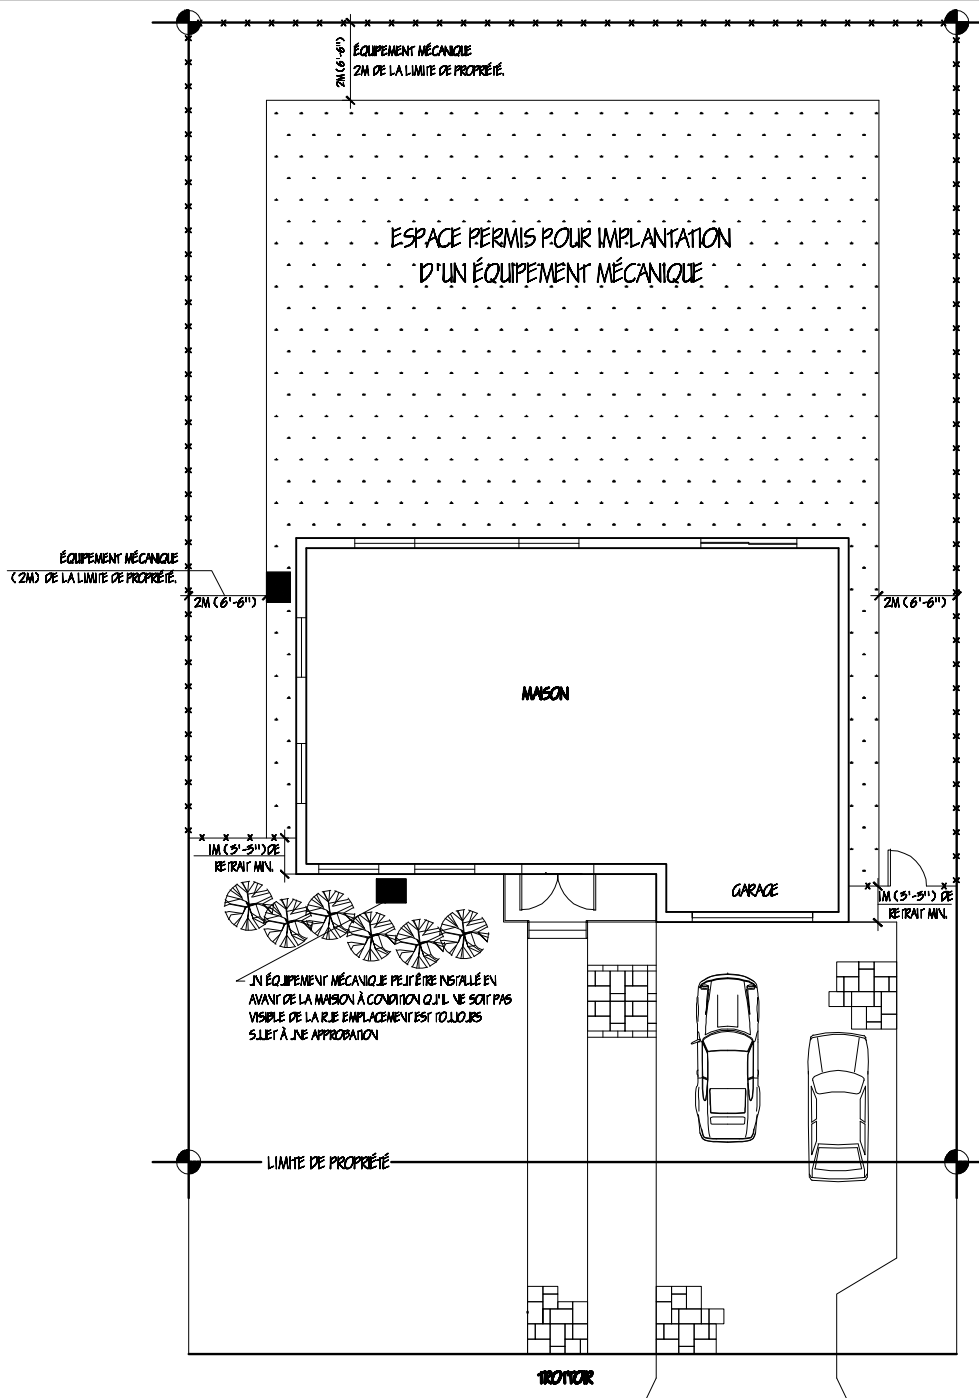 2M(6'-6")
ÉQUIPEMENT MÉCANIQUE
2M DE LA LIMITE DE PROPRIÉTÉ.
ESPACE PERMIS POUR IMPLANTATION
D'UN ÉQUIPEMENT MÉCANIQUE
ÉQUIPEMENT MÉCANIQUE
(2M) DE LA LIMITE DE PROPRIÉTÉ.
2M(6'-6")
2M(6'-6")
MAISON
1M(3'-3")DE
RETRAIT MIN.
GARAGE
1M(3'-3") DE
RETRAIT MIN.
UN ÉQUIPEMENT MÉCANIQUE PEUT ÊTRE INSTALLÉ EN
AVANT DE LA MAISON À CONDITION QU'IL NE SOIT PAS
VISIBLE DE LA RUE EMPLACEMENT EST TOUJOURS
SUJET À UNE APPROBATION
LIMITE DE PROPRIÉTÉ
TROTTOIR